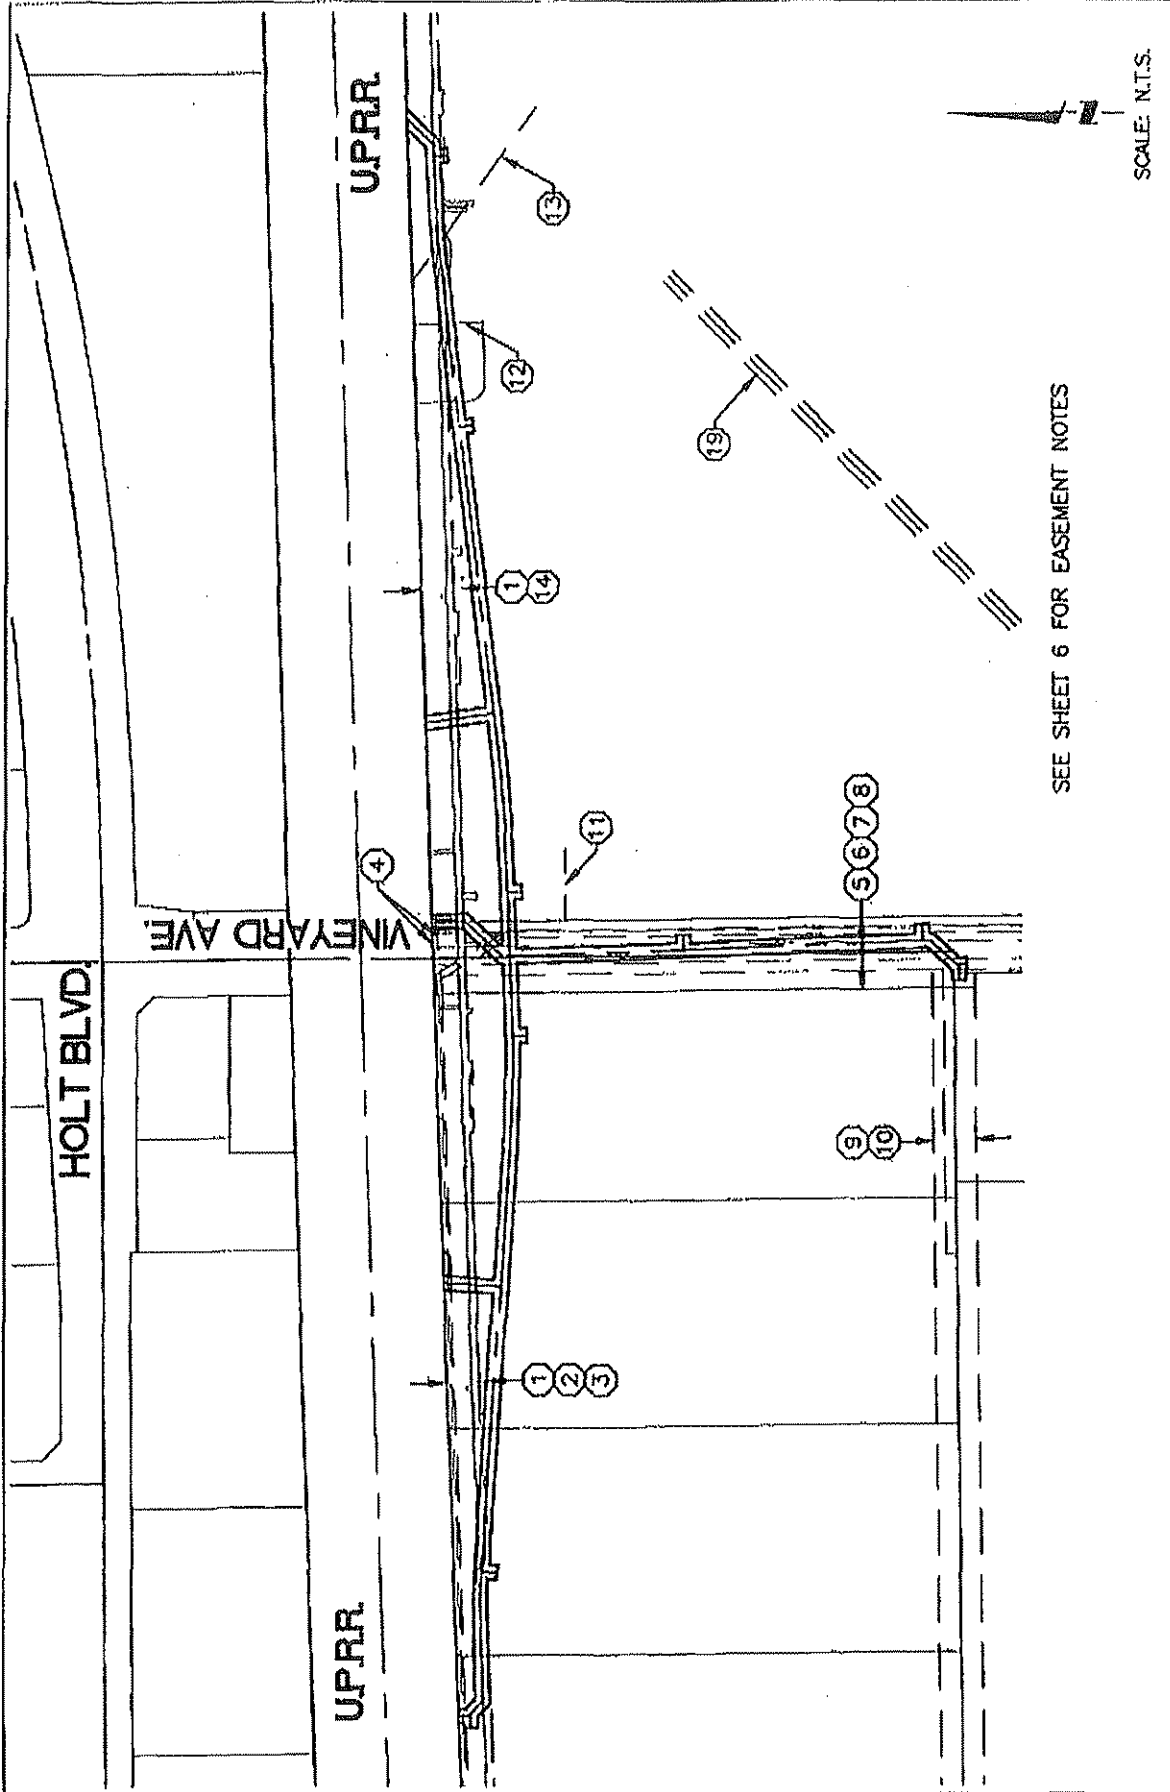 HOLT BLVD.
VINEYARD AVE.
U.P.R.R.
U.P.R.R.
4
1
2
3
1
14
12
13
11
5 6 7 8
9
10
19
SEE SHEET 6 FOR EASEMENT NOTES
N
SCALE: N.T.S.